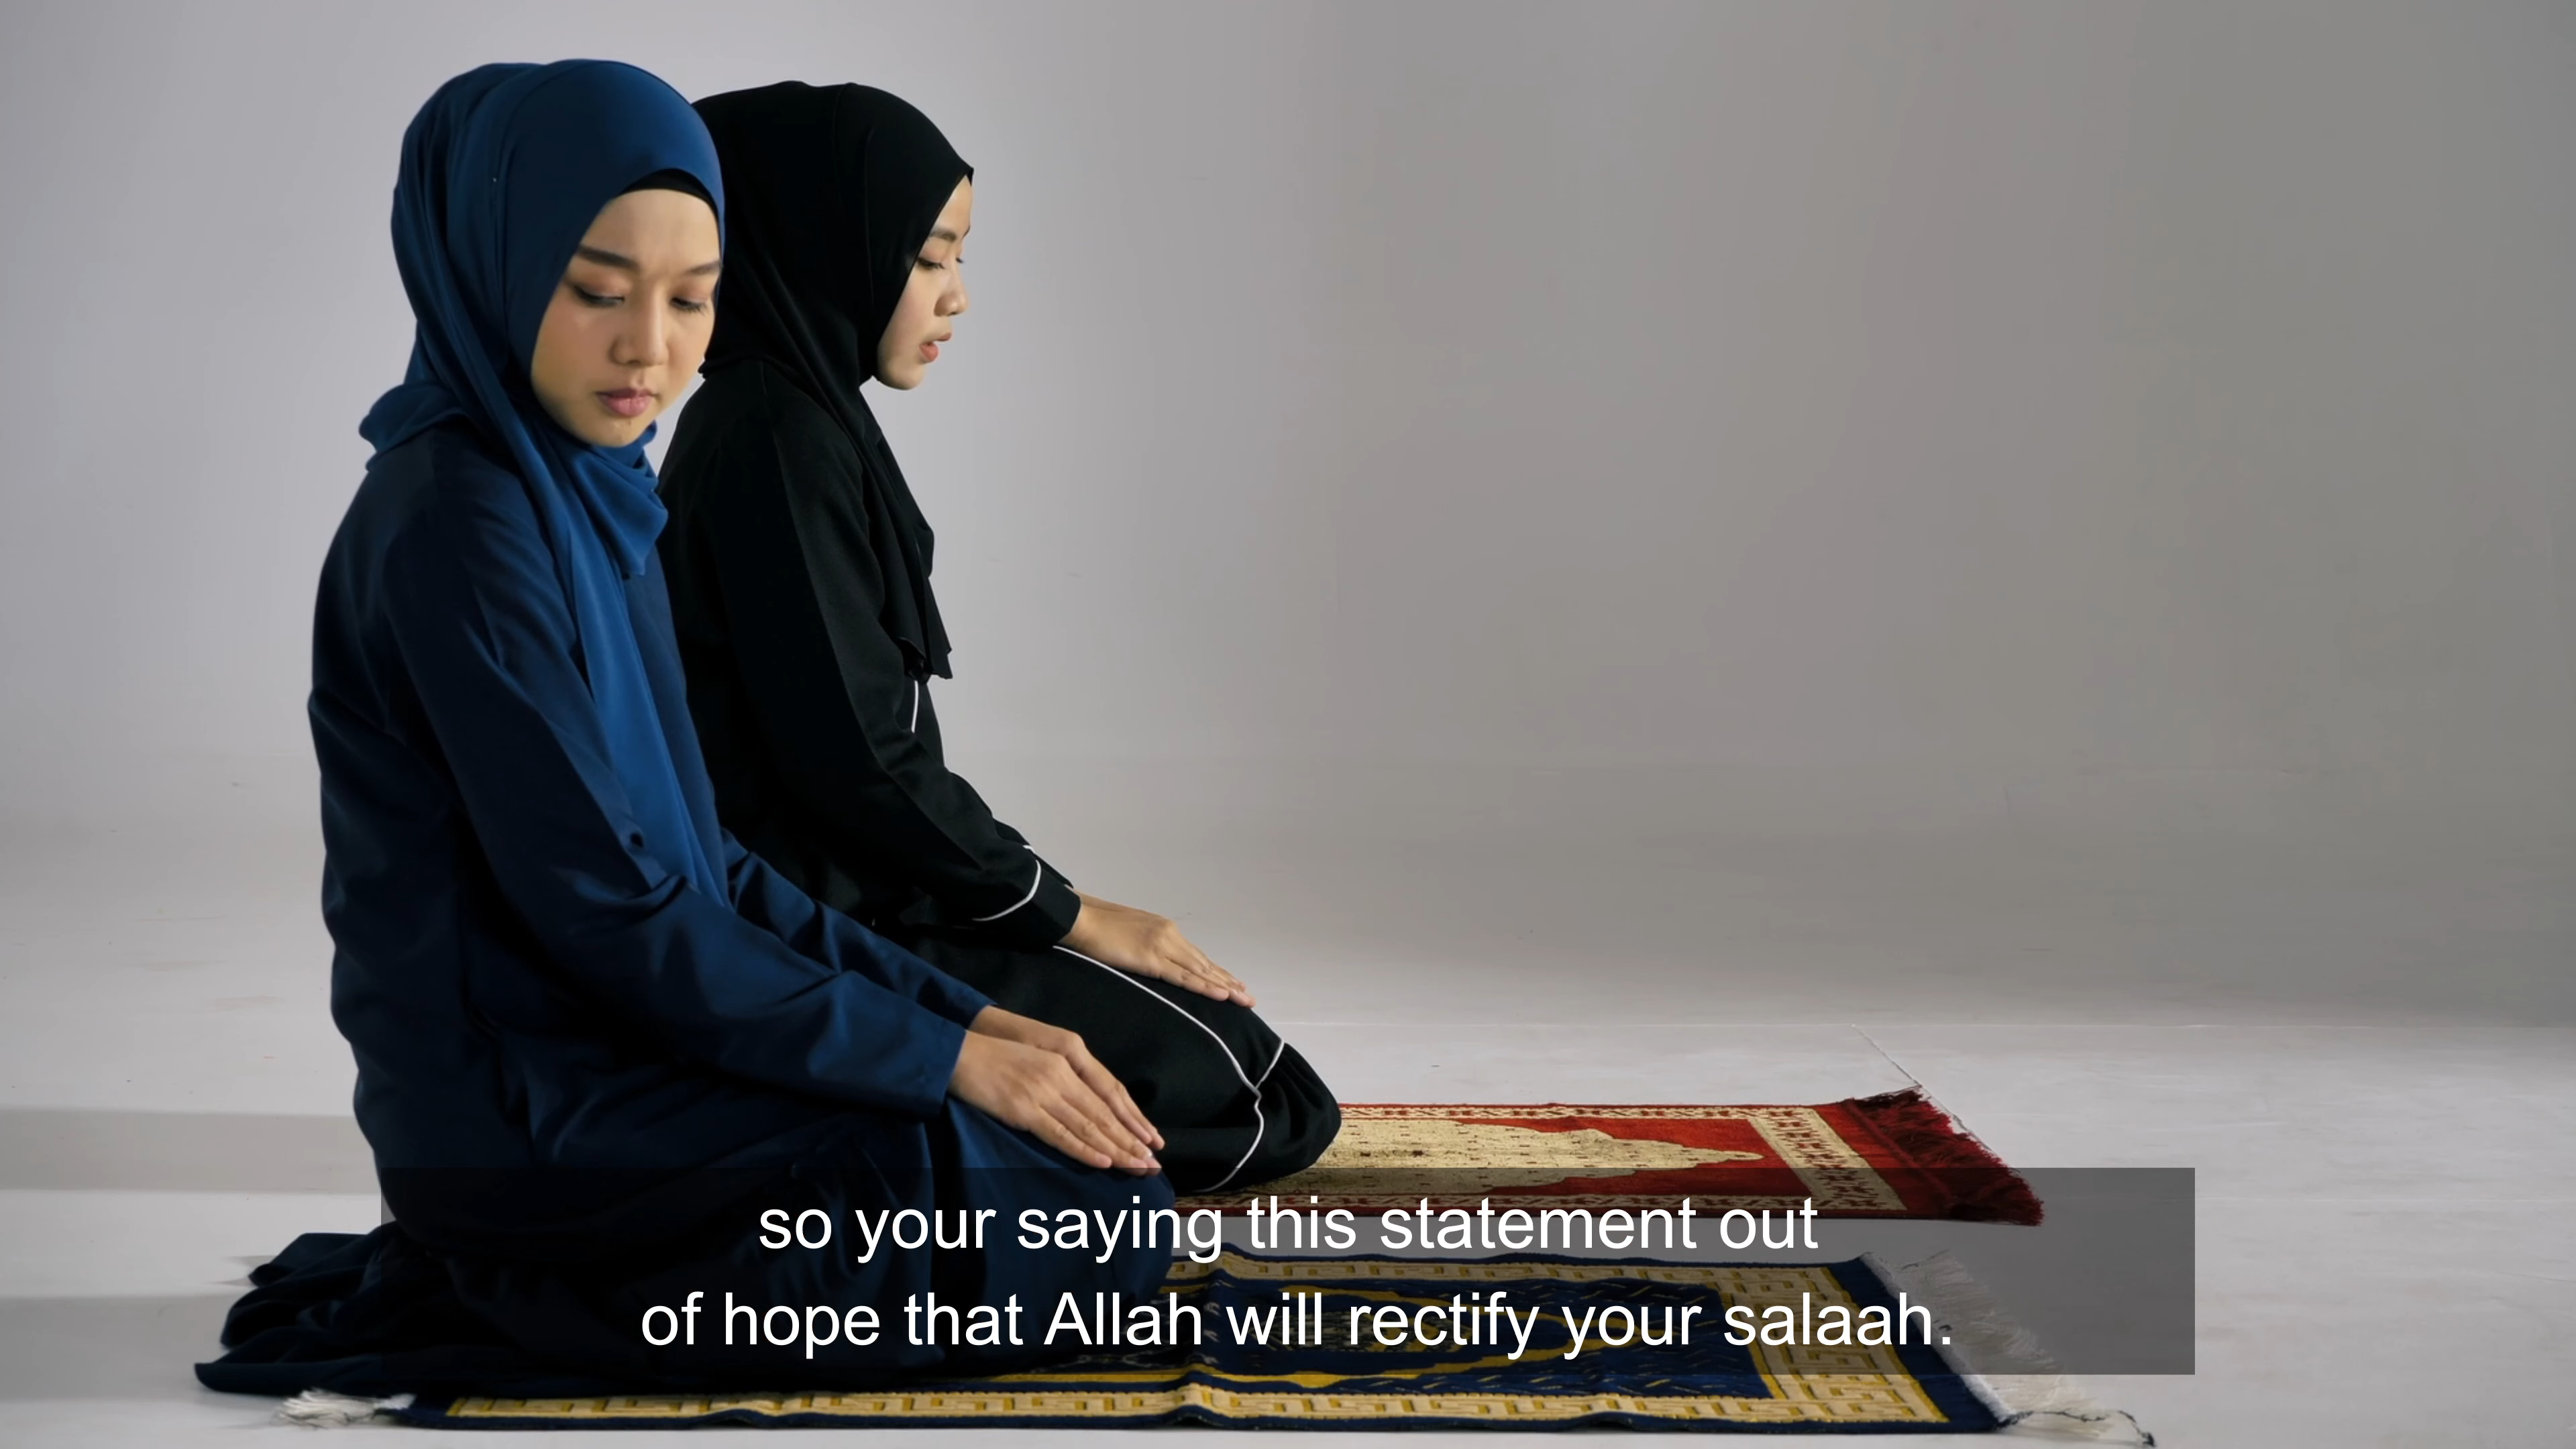 so your saying this statement out
of hope that Allah will rectify your salaah.